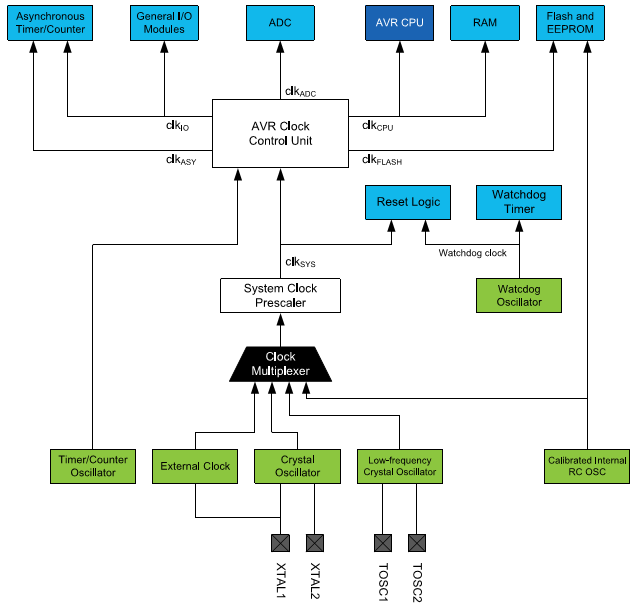 Asynchronous
Timer/Counter
General I/O
Modules
ADC
AVR CPU
RAM
Flash and
EEPROM
clkADC
clkIO
AVR Clock
Control Unit
clkCPU
clkASY
clkFLASH
Reset Logic
Watchdog
Timer
Watchdog clock
clkSYS
System Clock
Prescaler
Watcdog
Oscillator
Clock
Multiplexer
Timer/Counter
Oscillator
External Clock
Crystal
Oscillator
Low-frequency
Crystal Oscillator
Calibrated Internal
RC OSC
XTAL1
XTAL2
TOSC1
TOSC2